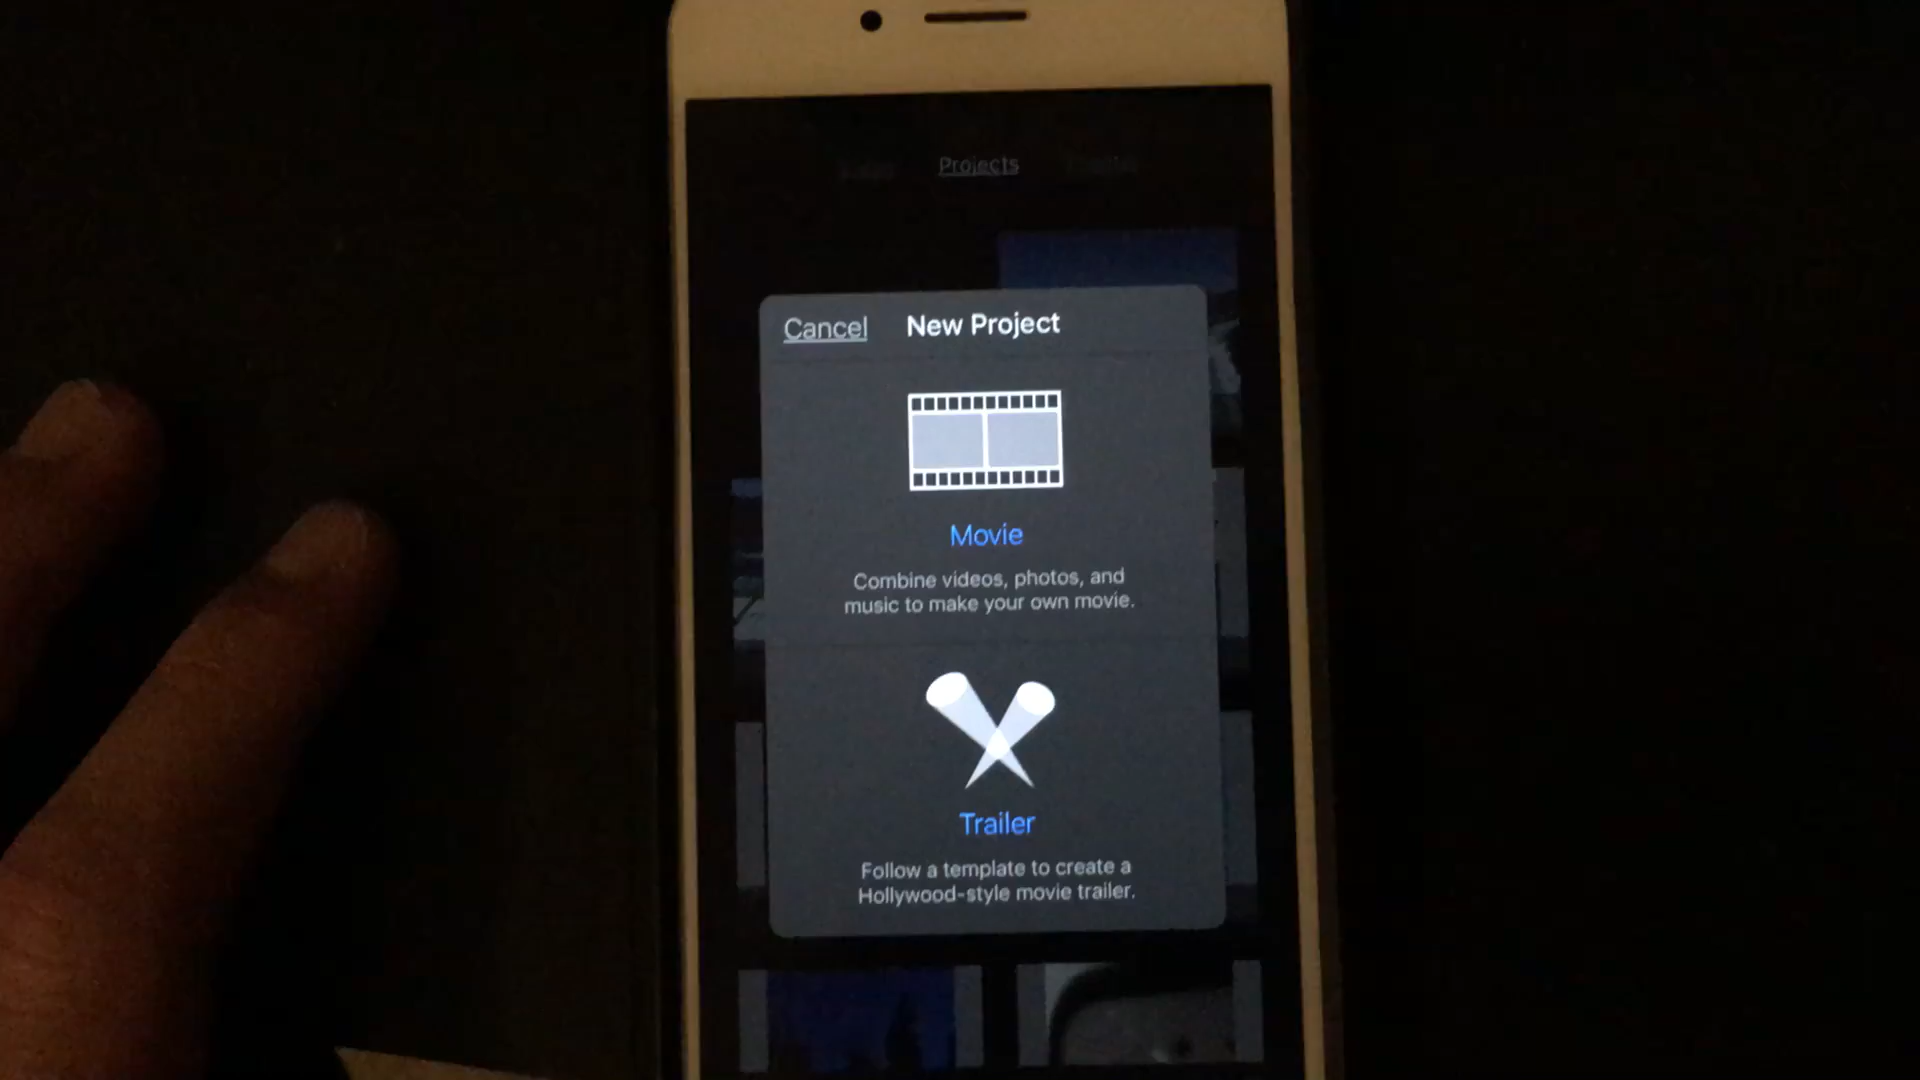 Projects
Cancel
New Project
Movie
Combine videos, photos, and
music to make your own movie.
Trailer
Follow a template to create a
Hollywood-style movie trailer.